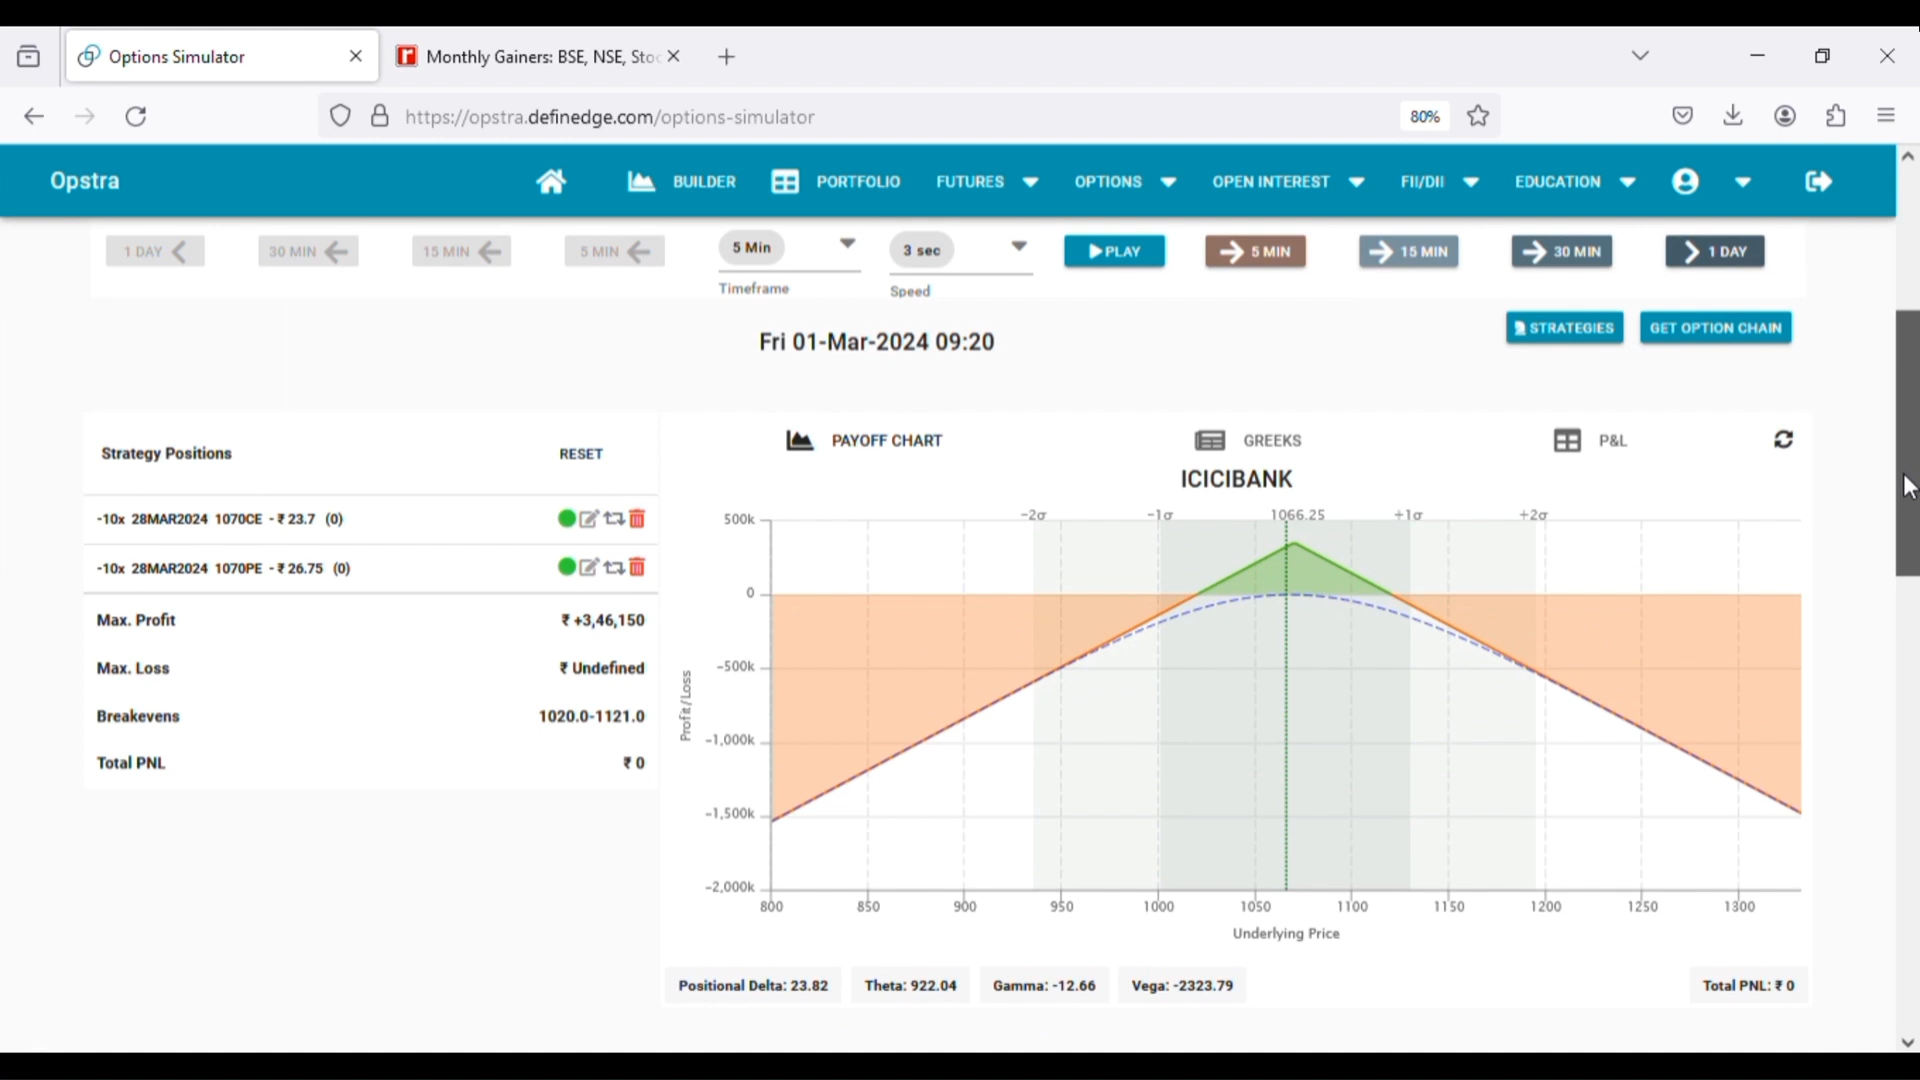 Options Simulator
Monthly Gainers: BSE, NSE, Sto
https://opstra.definedge.com/options-simulator
80%
Opstra
BUILDER
PORTFOLIO
FUTURES
OPTIONS
OPEN INTEREST
FII/DII
EDUCATION
1 DAY
30 MIN
15 MIN
5 MIN
5 Min
Timeframe
3 sec
Speed
PLAY
5 MIN
15 MIN
30 MIN
1 DAY
Fri 01-Mar-2024 09:20
STRATEGIES
GET OPTION CHAIN
Strategy Positions RESET
-10x 28MAR2024 1070CE - ₹ 23.7 (0)
-10x 28MAR2024 1070PE - ₹ 26.75 (0)
Max. Profit ₹ +3,46,150
Max. Loss ₹ Undefined
Breakevens 1020.0-1121.0
Total PNL ₹ 0
PAYOFF CHART
GREEKS
P&L
ICICIBANK
-2σ -1σ 1066.25 +1σ +2σ
500k
0
-500k
-1,000k
-1,500k
-2,000k
Profit/Loss
800 850 900 950 1000 1050 1100 1150 1200 1250 1300
Underlying Price
Positional Delta: 23.82
Theta: 922.04
Gamma: -12.66
Vega: -2323.79
Total PNL: ₹ 0